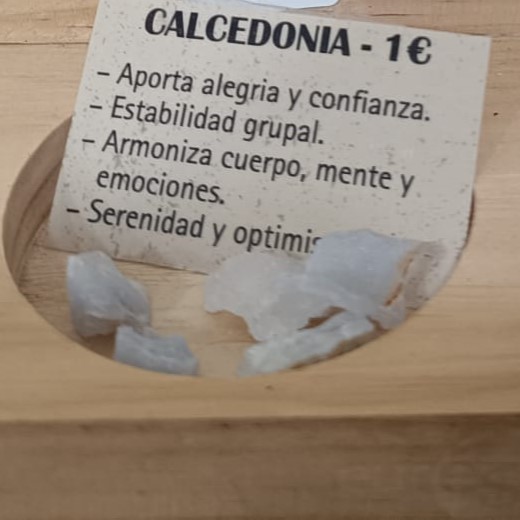 CALCEDONIA - 1€
- Aporta alegria y confianza.
- Estabilidad grupal.
- Armoniza cuerpo, mente y
emociones.
- Serenidad y